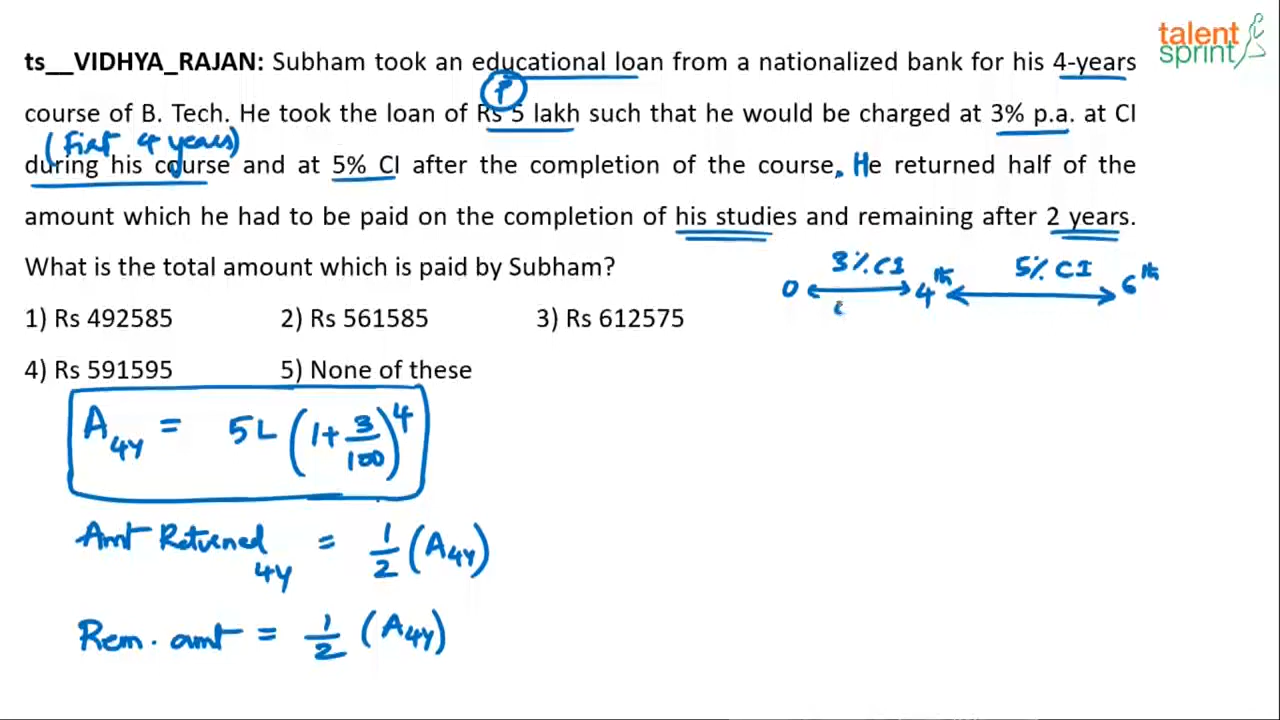 talent
sprint
ts__VIDHYA_RAJAN: Subham took an educational loan from a nationalized bank for his 4-years
P
course of B. Tech. He took the loan of Rs 5 lakh such that he would be charged at 3% p.a. at CI
(First 4 years)
during his course and at 5% CI after the completion of the course. He returned half of the
amount which he had to be paid on the completion of his studies and remaining after 2 years.
What is the total amount which is paid by Subham?
3% CI 5% CI
0 4th 6th
1) Rs 492585 2) Rs 561585 3) Rs 612575
4) Rs 591595 5) None of these
A4Y = 5L (1+3/100)^4
Amt Returned 4Y = 1/2 (A4Y)
Rem. amt = 1/2 (A4Y)